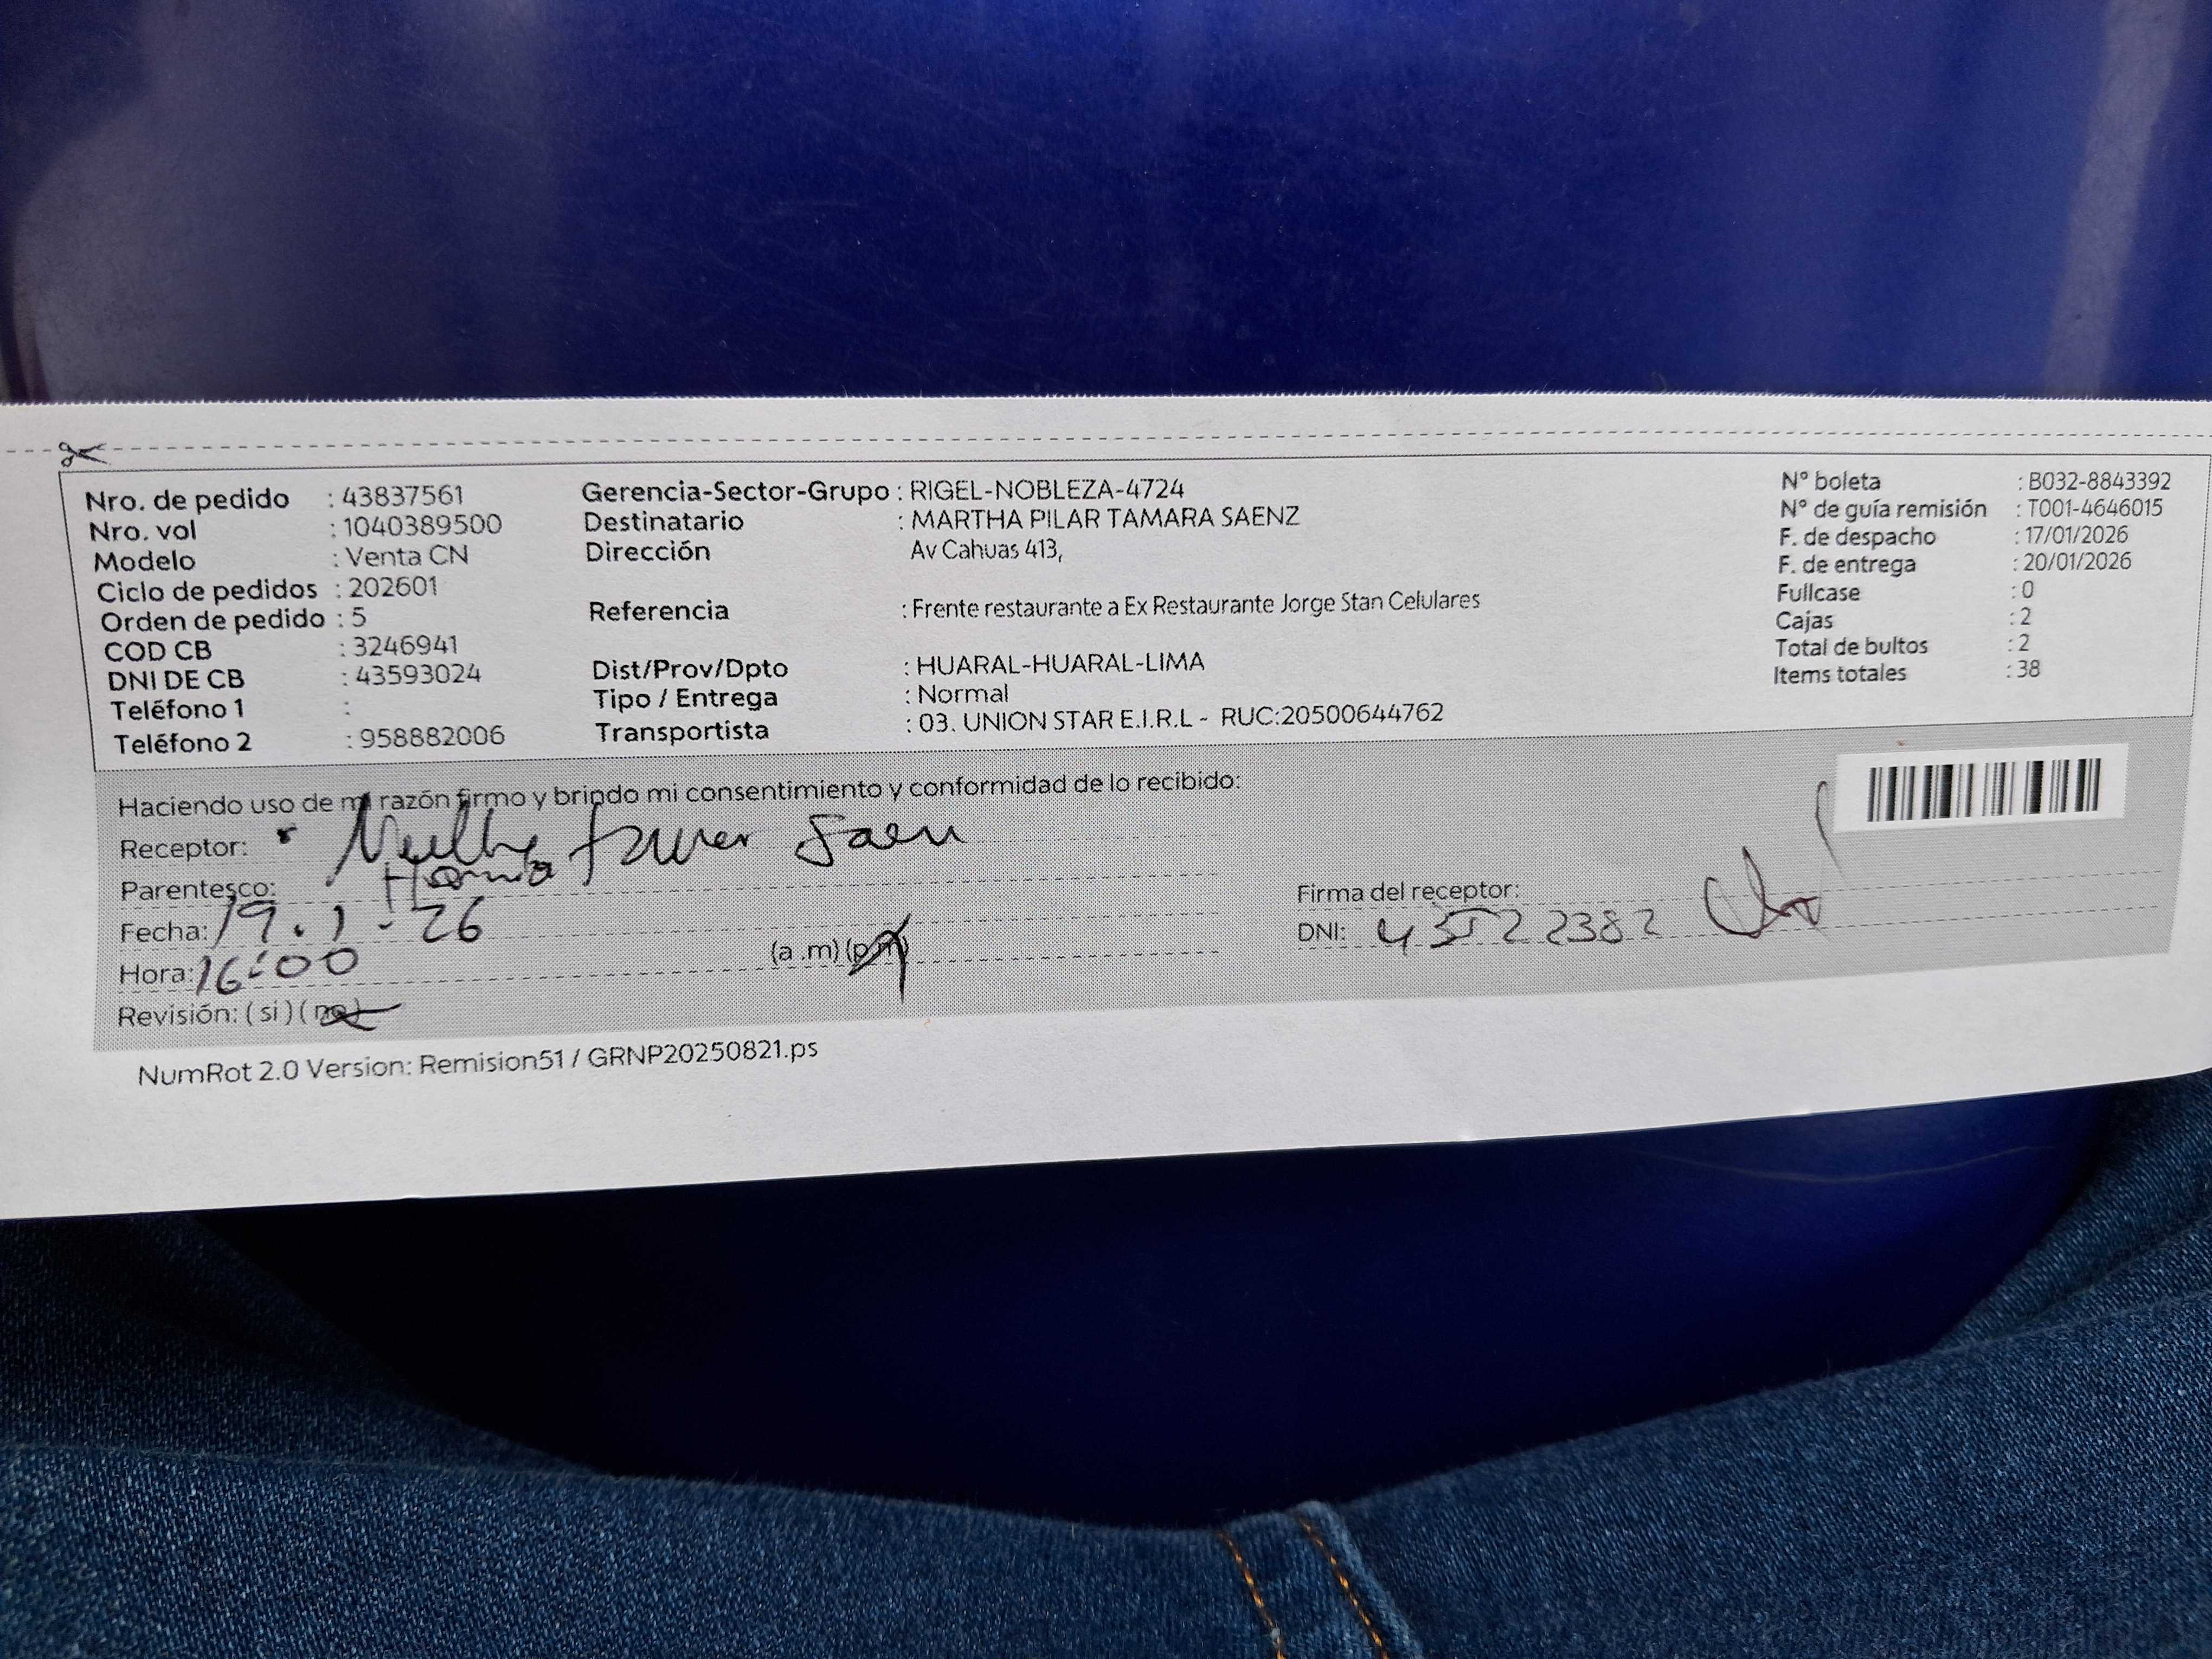 Nro. de pedido : 43837561
Nro. vol : 1040389500
Modelo : Venta CN
Ciclo de pedidos : 202601
Orden de pedido : 5
COD CB : 3246941
DNI DE CB : 43593024
Teléfono 1 :
Teléfono 2 : 958882006
Gerencia-Sector-Grupo : RIGEL-NOBLEZA-4724
Destinatario : MARTHA PILAR TAMARA SAENZ
Dirección Av Cahuas 413,
Referencia : Frente restaurante a Ex Restaurante Jorge Stan Celulares
Dist/Prov/Dpto : HUARAL-HUARAL-LIMA
Tipo / Entrega : Normal
Transportista : 03. UNION STAR E.I.R.L - RUC:20500644762
N° boleta : B032-8843392
N° de guía remisión : T001-4646015
F. de despacho : 17/01/2026
F. de entrega : 20/01/2026
Fullcase : 0
Cajas : 2
Total de bultos : 2
Items totales : 38
Haciendo uso de mi razón firmo y brindo mi consentimiento y conformidad de lo recibido:
Receptor:
Parentesco:
Fecha: 19.1-26
Hora: 16:00 (a.m) (p.m)
Revisión: (si) (no)
Firma del receptor:
DNI: 43522382
NumRot 2.0 Version: Remision51 / GRNP20250821.ps